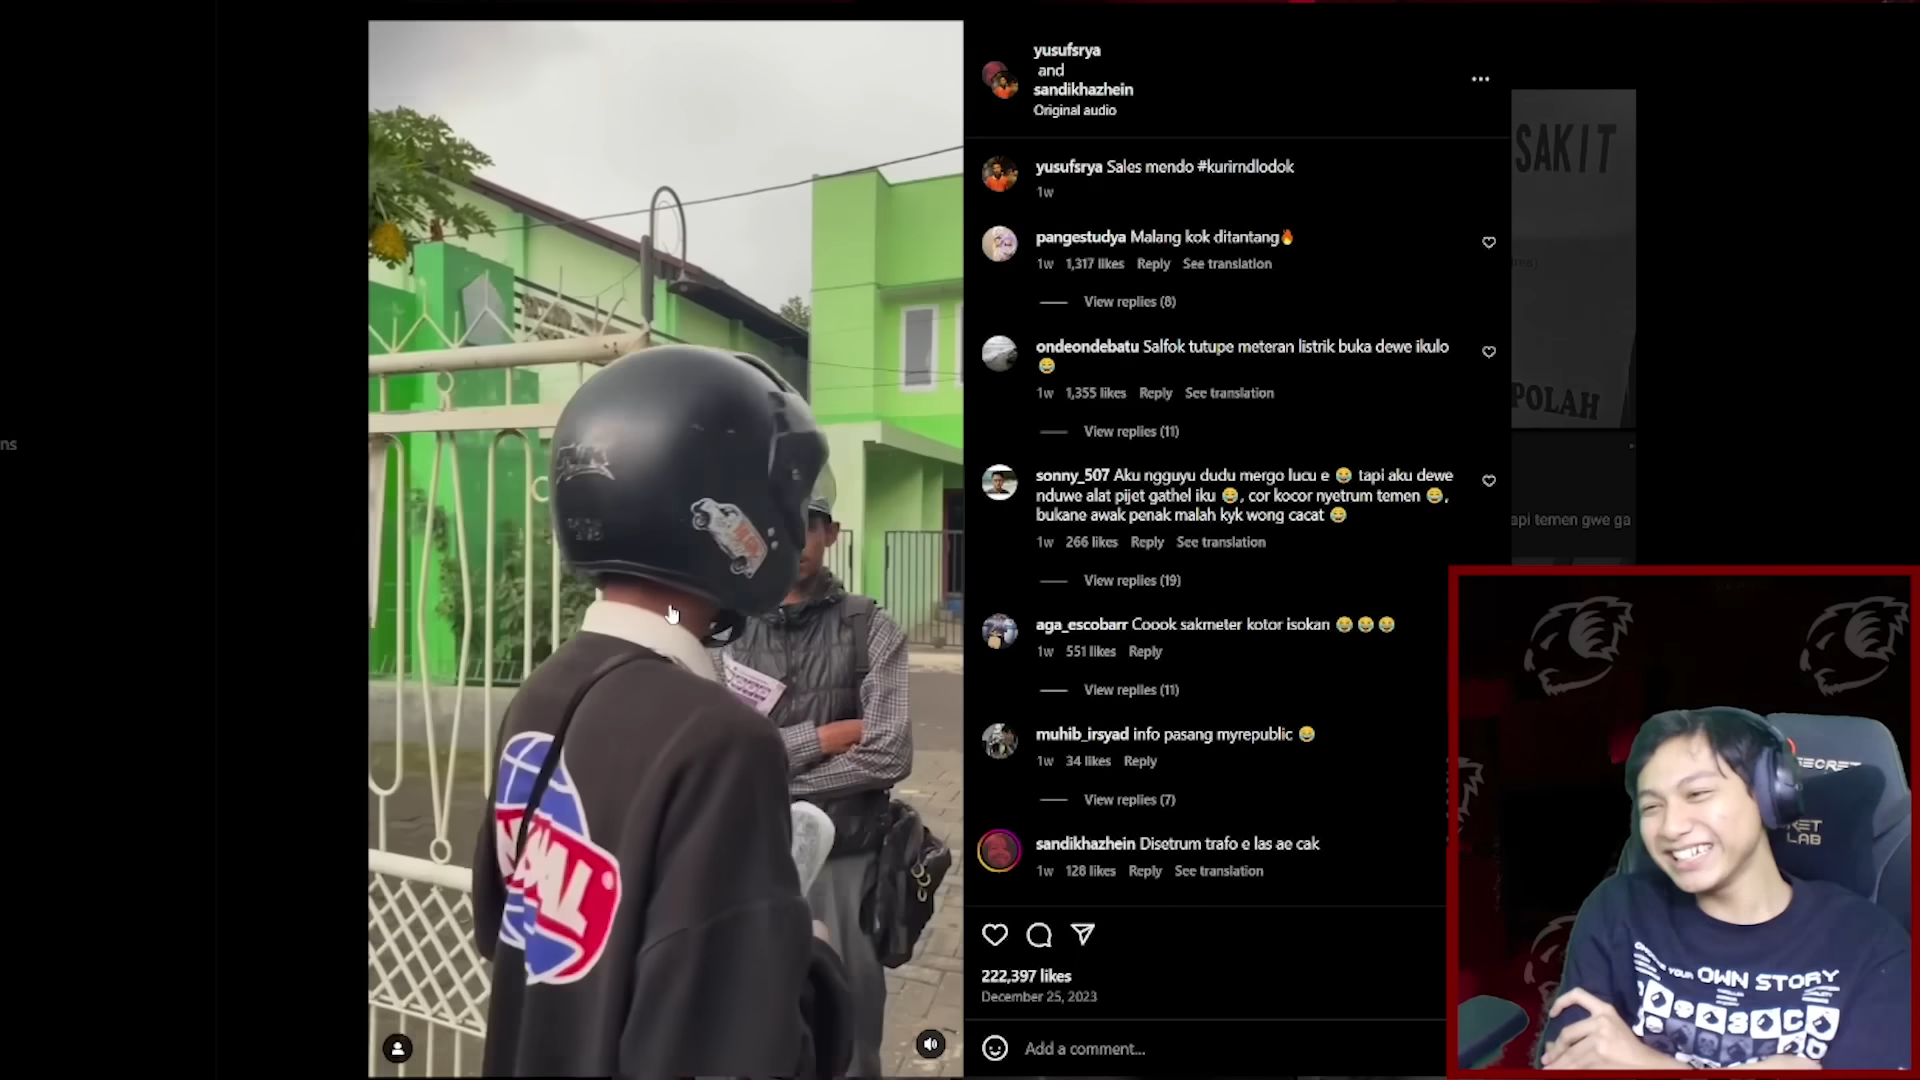 yusufsrya
and
sandikhazhein
Original audio
yusufsrya Sales mendo #kurirndlodok
1w
pangestudya Malang kok ditantang🔥
1w 1,317 likes Reply See translation
View replies (8)
ondeondebatu Salfok tutupe meteran listrik buka dewe ikulo
😂
1w 1,355 likes Reply See translation
View replies (11)
sonny_507 Aku ngguyu dudu mergo lucu e 😂 tapi aku dewe
nduwe alat pijet gathel iku 😂, cor kocor nyetrum temen 😂,
bukane awak penak malah kyk wong cacat 😂
1w 266 likes Reply See translation
View replies (19)
aga_escobarr Coook sakmeter kotor isokan 😂 😂 😂
1w 551 likes Reply
View replies (11)
muhib_irsyad info pasang myrepublic 😂
1w 34 likes Reply
View replies (7)
sandikhazhein Disetrum trafo e las ae cak
1w 128 likes Reply See translation
222,397 likes
December 25, 2023
Add a comment...
SAKIT
POLAH
api temen gwe ga
ns
OWN STORY